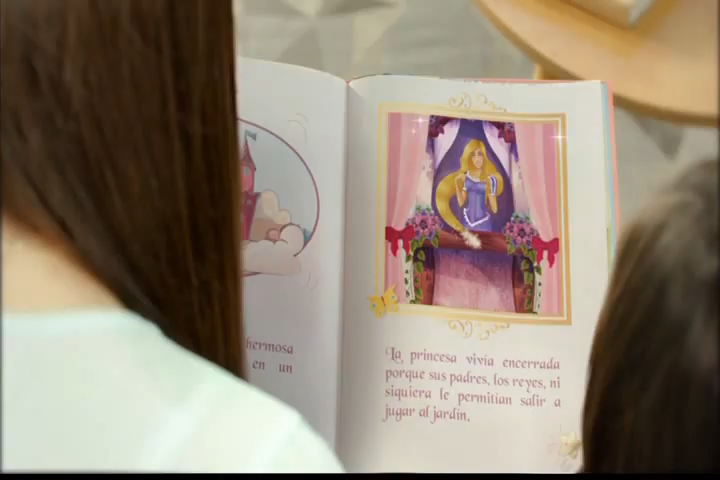 hermosa
en un
La princesa vivía encerrada
porque sus padres, los reyes, ni
siquiera le permitían salir a
jugar al jardín.